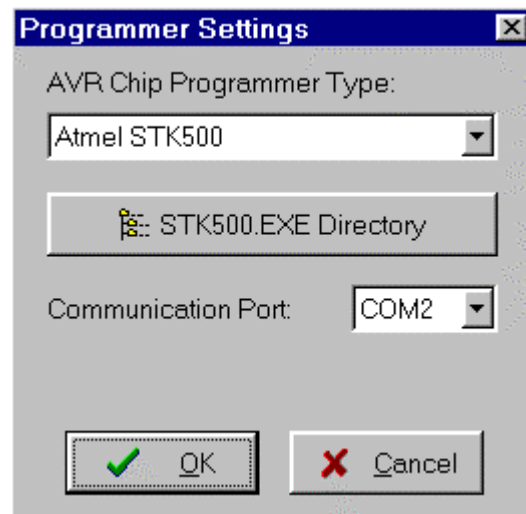 Programmer Settings
AVR Chip Programmer Type:
Atmel STK500
STK500.EXE Directory
Communication Port: COM2
OK Cancel